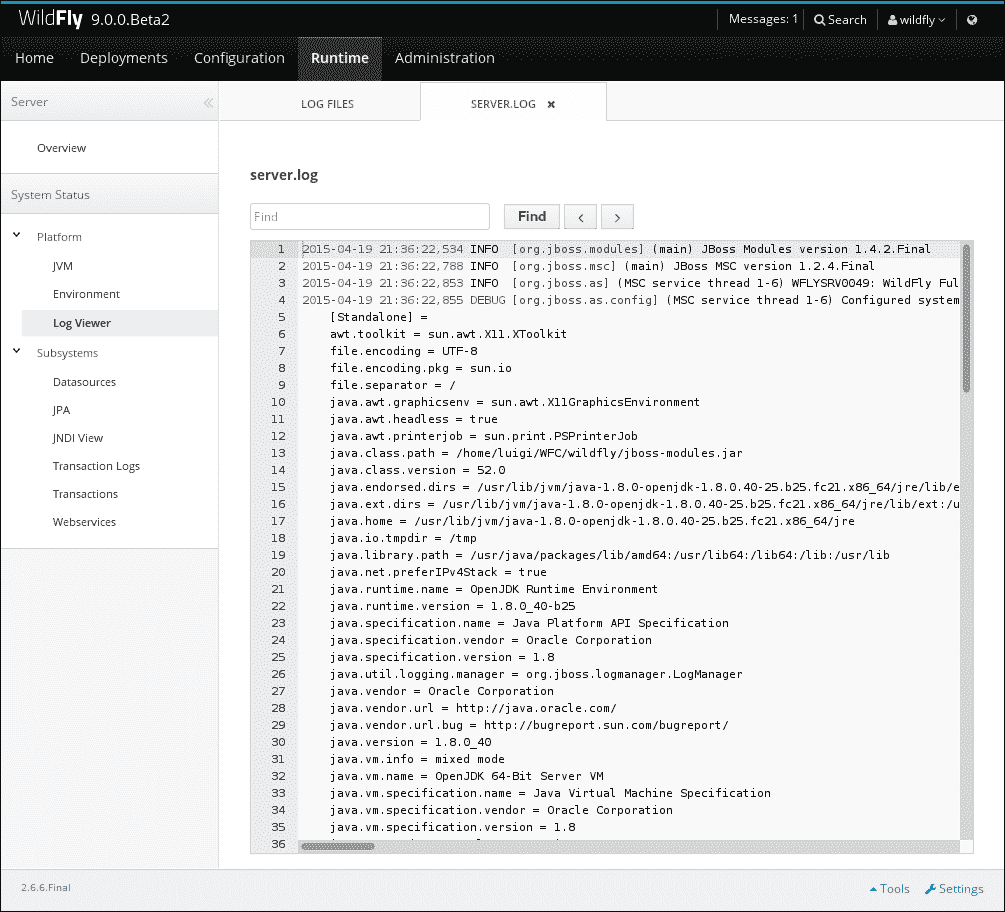 WildFly 9.0.0.Beta2
Messages: 1 Search wildfly
Home Deployments Configuration Runtime Administration
Server
LOG FILES SERVER.LOG
Overview
System Status
Platform
JVM
Environment
Log Viewer
Subsystems
Datasources
JPA
JNDI View
Transaction Logs
Transactions
Webservices
server.log
Find Find < >
1 2015-04-19 21:36:22,534 INFO [org.jboss.modules] (main) JBoss Modules version 1.4.2.Final
2 2015-04-19 21:36:22,788 INFO [org.jboss.msc] (main) JBoss MSC version 1.2.4.Final
3 2015-04-19 21:36:22,853 INFO [org.jboss.as] (MSC service thread 1-6) WFLYSRV0049: WildFly Ful
4 2015-04-19 21:36:22,855 DEBUG [org.jboss.as.config] (MSC service thread 1-6) Configured system
5 [Standalone] =
6 awt.toolkit = sun.awt.X11.XToolkit
7 file.encoding = UTF-8
8 file.encoding.pkg = sun.io
9 file.separator = /
10 java.awt.graphicsenv = sun.awt.X11GraphicsEnvironment
11 java.awt.headless = true
12 java.awt.printerjob = sun.print.PSPrinterJob
13 java.class.path = /home/luigi/WFC/wildfly/jboss-modules.jar
14 java.class.version = 52.0
15 java.endorsed.dirs = /usr/lib/jvm/java-1.8.0-openjdk-1.8.0.40-25.b25.fc21.x86_64/jre/lib/e
16 java.ext.dirs = /usr/lib/jvm/java-1.8.0-openjdk-1.8.0.40-25.b25.fc21.x86_64/jre/lib/ext:/u
17 java.home = /usr/lib/jvm/java-1.8.0-openjdk-1.8.0.40-25.b25.fc21.x86_64/jre
18 java.io.tmpdir = /tmp
19 java.library.path = /usr/java/packages/lib/amd64:/usr/lib64:/lib64:/lib:/usr/lib
20 java.net.preferIPv4Stack = true
21 java.runtime.name = OpenJDK Runtime Environment
22 java.runtime.version = 1.8.0_40-b25
23 java.specification.name = Java Platform API Specification
24 java.specification.vendor = Oracle Corporation
25 java.specification.version = 1.8
26 java.util.logging.manager = org.jboss.logmanager.LogManager
27 java.vendor = Oracle Corporation
28 java.vendor.url = http://java.oracle.com/
29 java.vendor.url.bug = http://bugreport.sun.com/bugreport/
30 java.version = 1.8.0_40
31 java.vm.info = mixed mode
32 java.vm.name = OpenJDK 64-Bit Server VM
33 java.vm.specification.name = Java Virtual Machine Specification
34 java.vm.specification.vendor = Oracle Corporation
35 java.vm.specification.version = 1.8
36
2.6.6.Final
Tools Settings